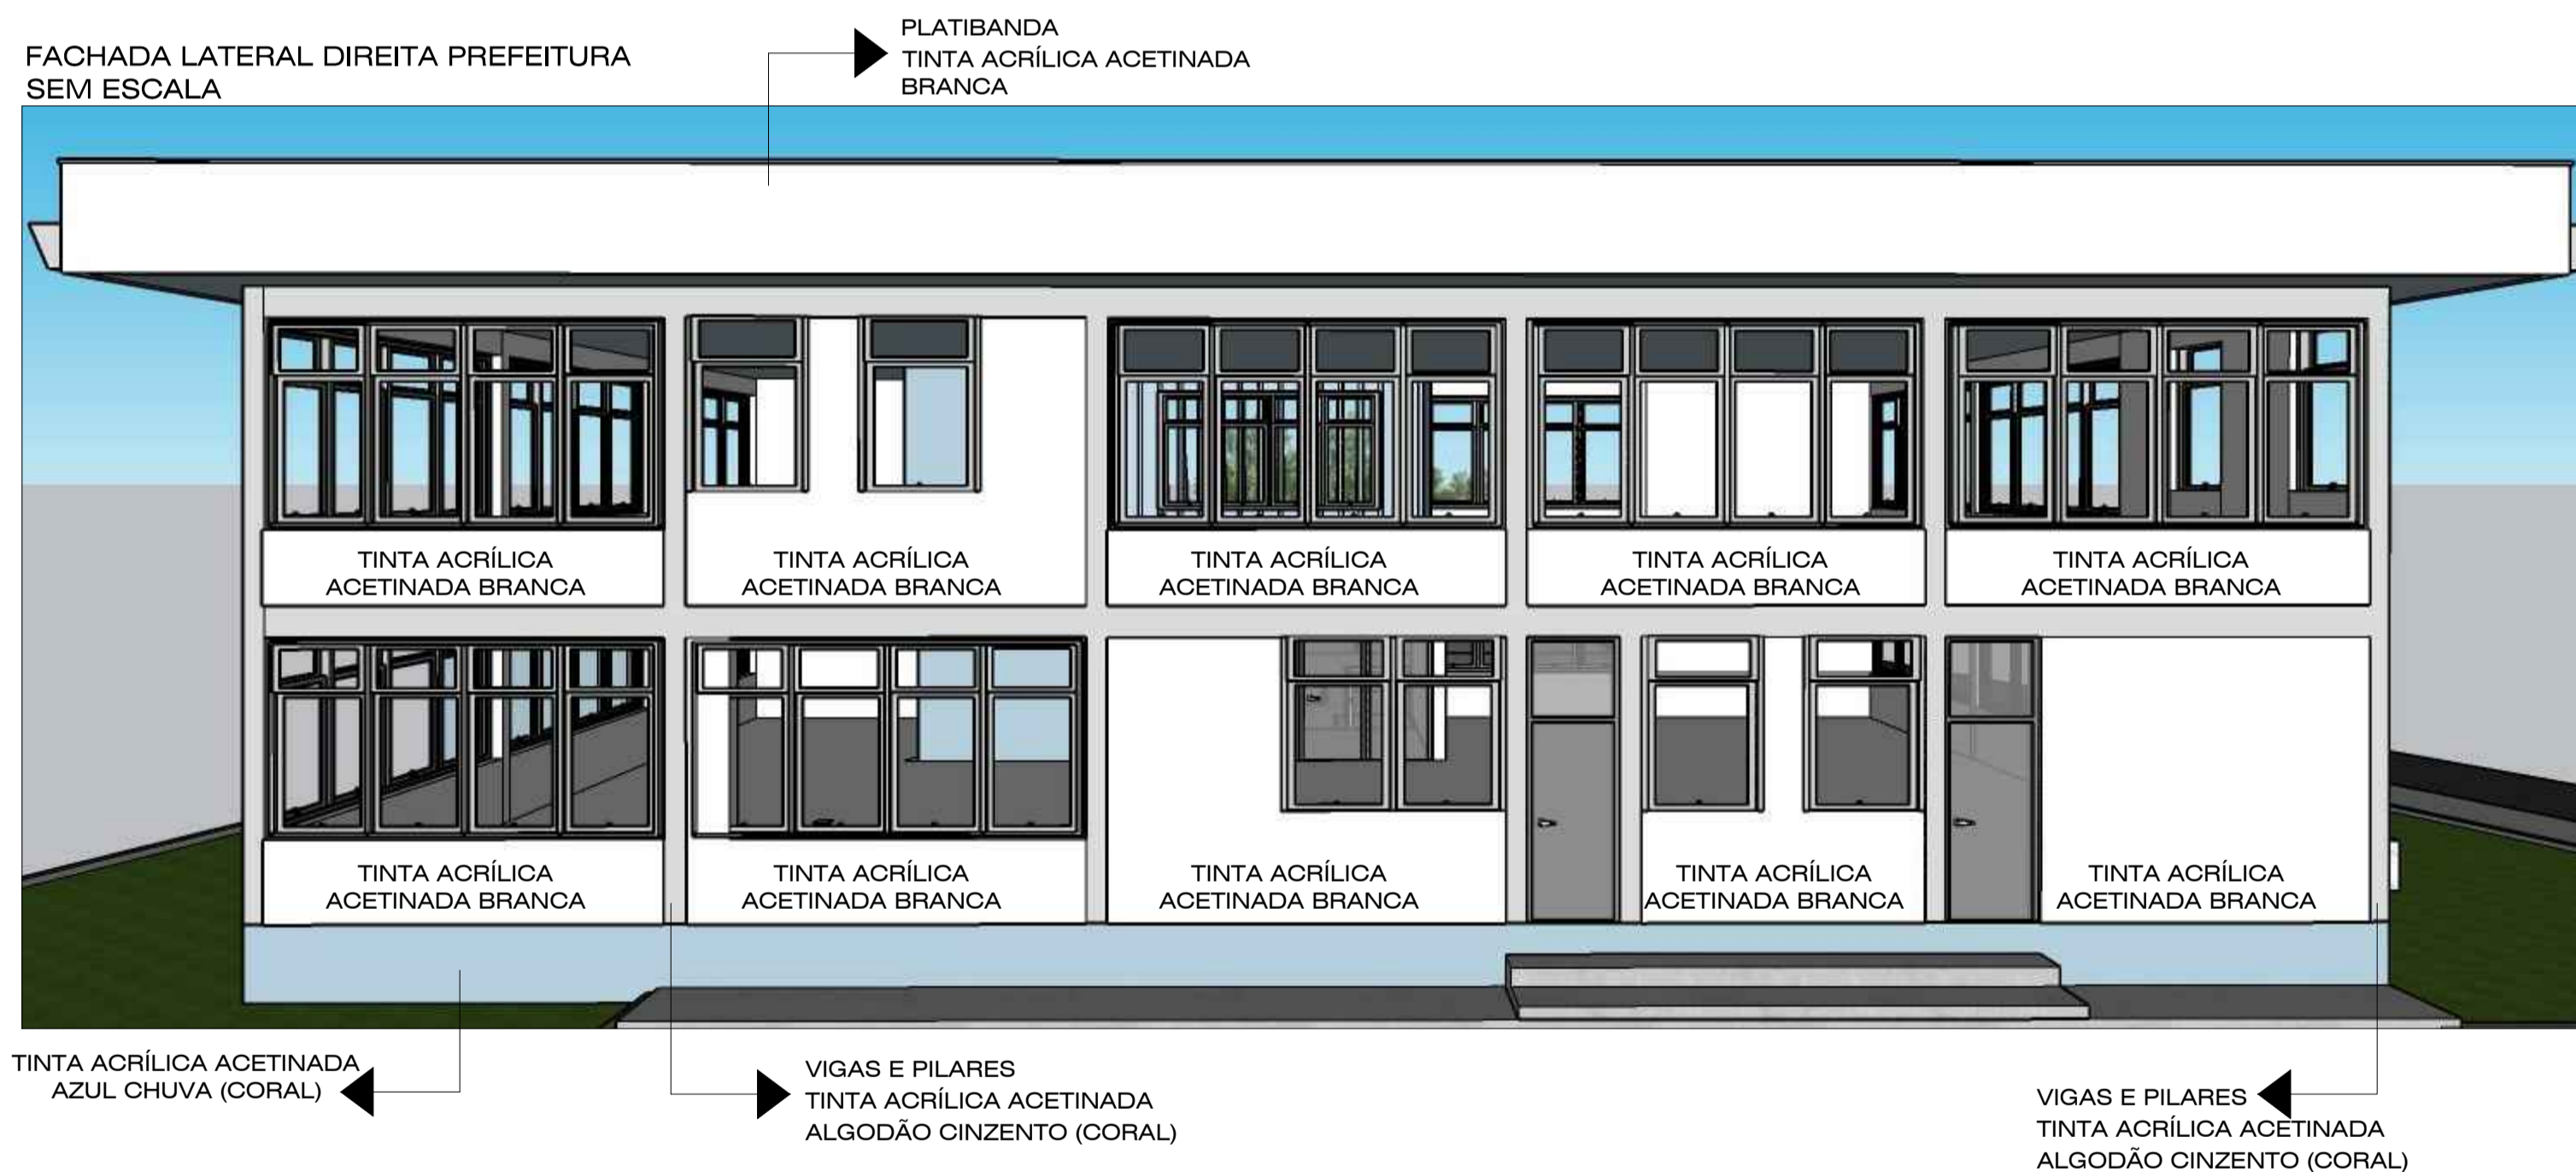 FACHADA LATERAL DIREITA PREFEITURA
SEM ESCALA
PLATIBANDA
TINTA ACRÍLICA ACETINADA
BRANCA
TINTA ACRÍLICA
ACETINADA BRANCA
TINTA ACRÍLICA
ACETINADA BRANCA
TINTA ACRÍLICA
ACETINADA BRANCA
TINTA ACRÍLICA
ACETINADA BRANCA
TINTA ACRÍLICA
ACETINADA BRANCA
TINTA ACRÍLICA
ACETINADA BRANCA
TINTA ACRÍLICA
ACETINADA BRANCA
TINTA ACRÍLICA
ACETINADA BRANCA
TINTA ACRÍLICA
ACETINADA BRANCA
TINTA ACRÍLICA
ACETINADA BRANCA
TINTA ACRÍLICA ACETINADA
AZUL CHUVA (CORAL)
VIGAS E PILARES
TINTA ACRÍLICA ACETINADA
ALGODÃO CINZENTO (CORAL)
VIGAS E PILARES
TINTA ACRÍLICA ACETINADA
ALGODÃO CINZENTO (CORAL)